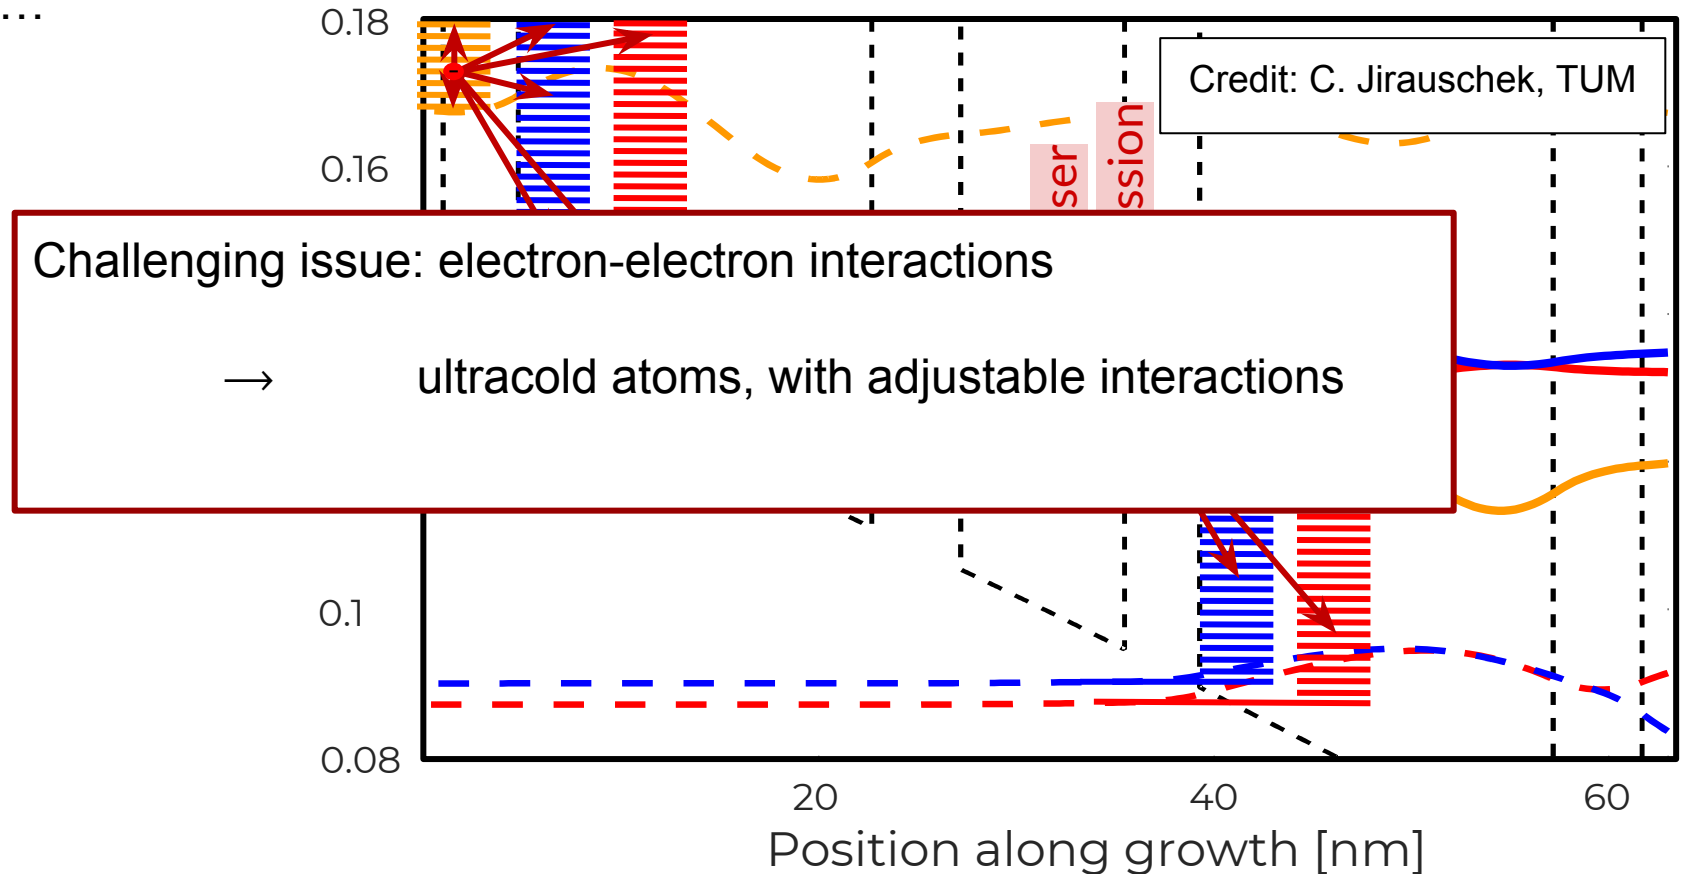 ...
0.18
Credit: C. Jirauschek, TUM
0.16
ser
ssion
Challenging issue: electron-electron interactions
→ ultracold atoms, with adjustable interactions
0.1
0.08
20 40 60
Position along growth [nm]